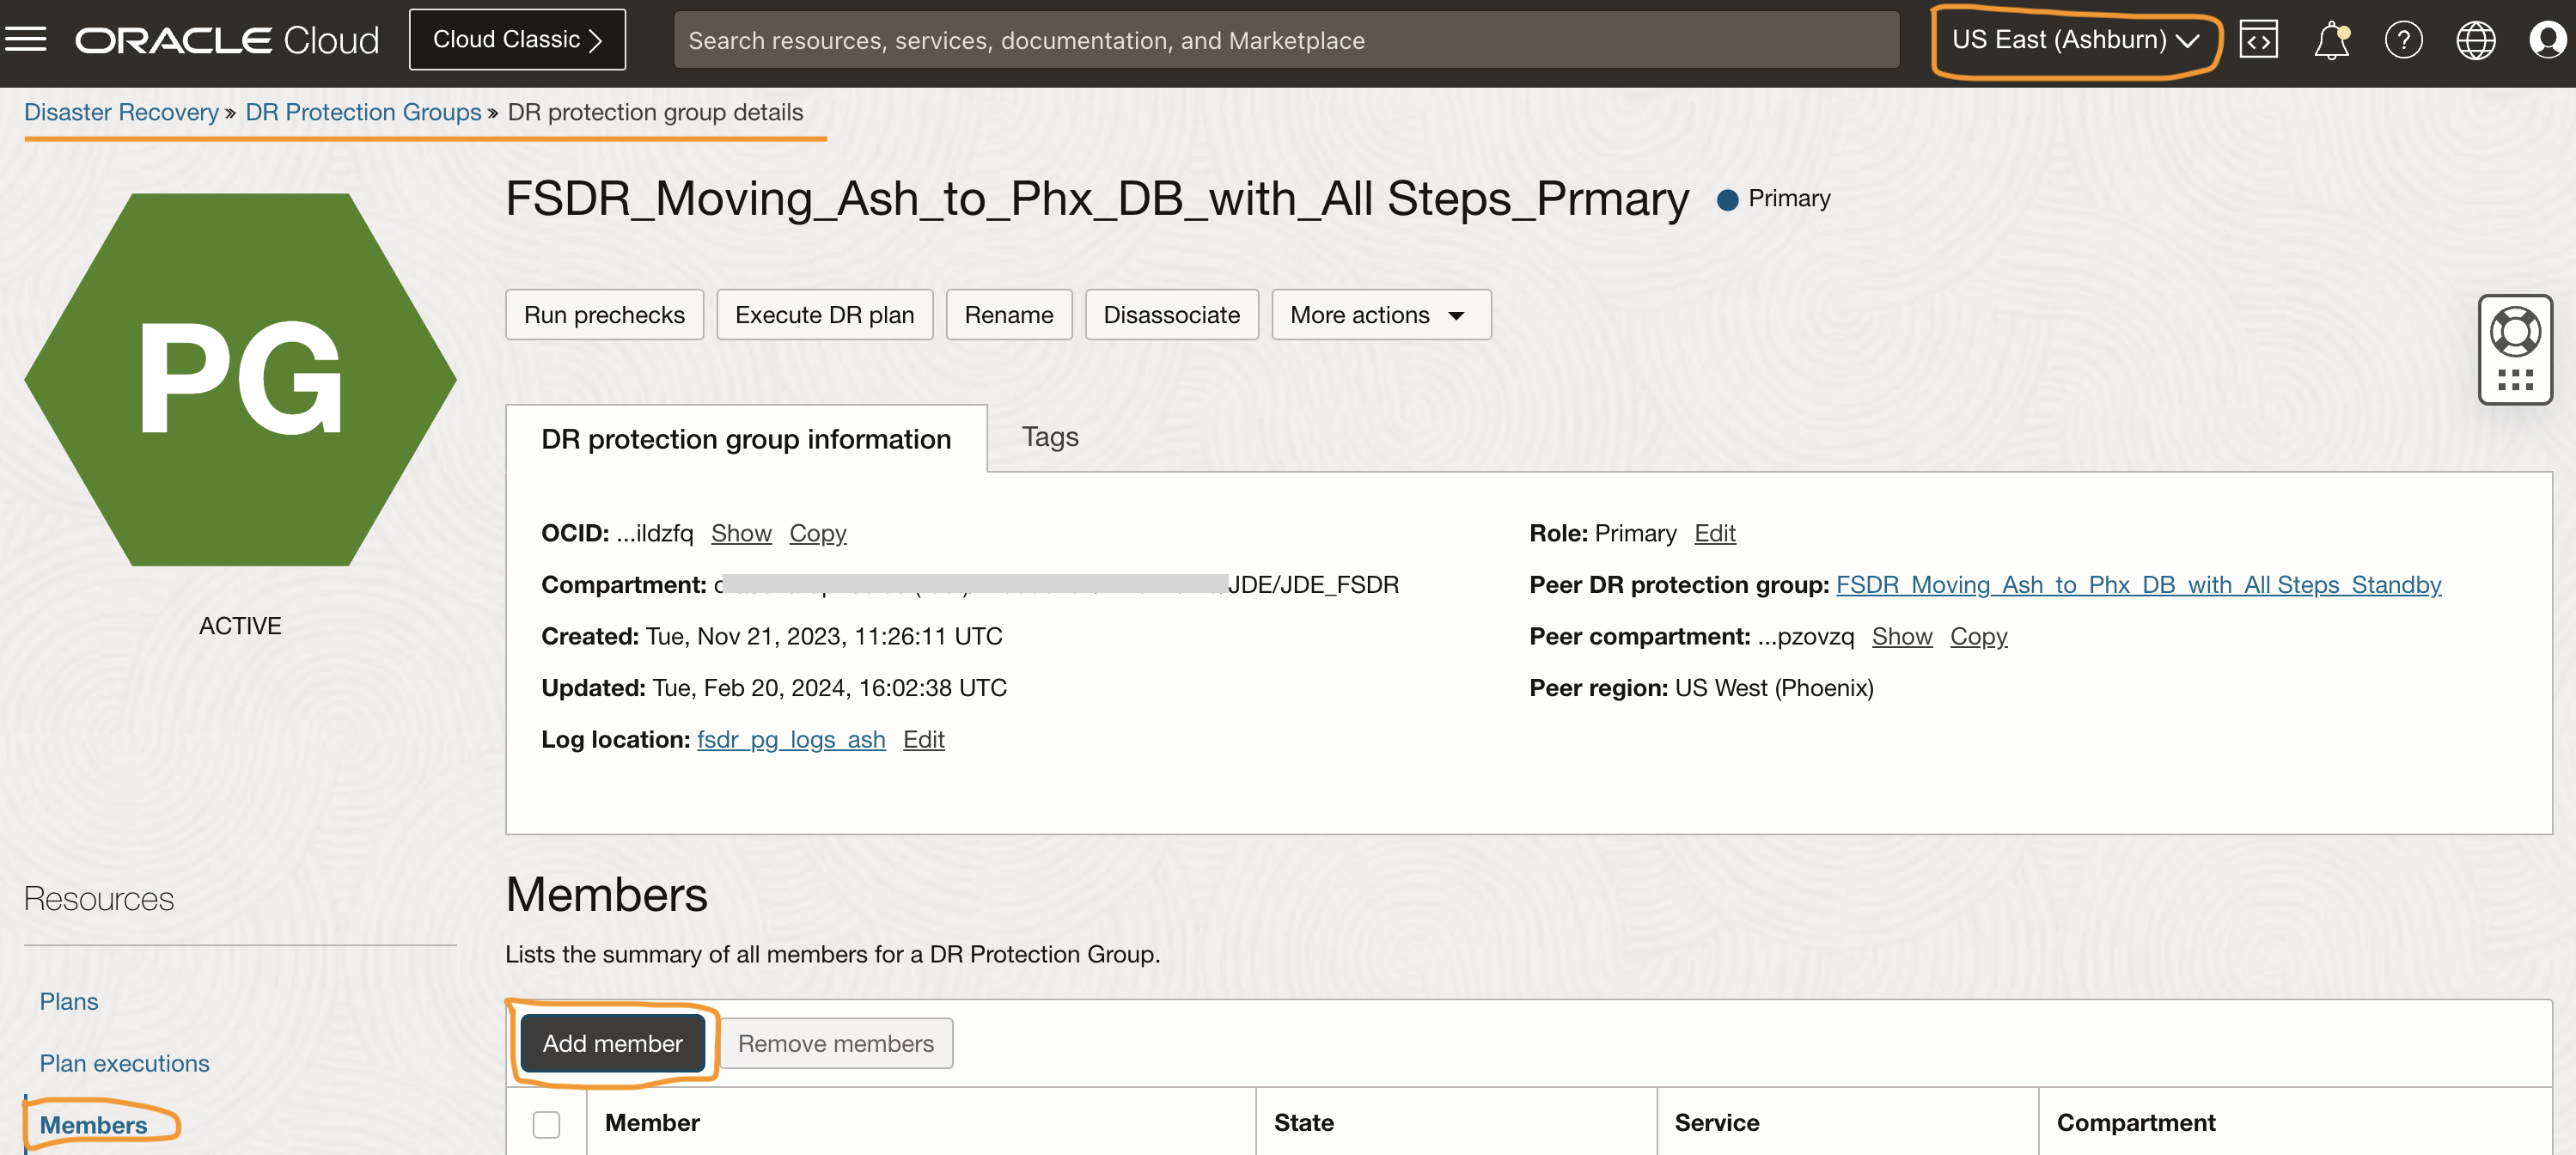 ORACLE Cloud
Cloud Classic
Search resources, services, documentation, and Marketplace
US East (Ashburn)
Disaster Recovery » DR Protection Groups » DR protection group details
PG
ACTIVE
FSDR_Moving_Ash_to_Phx_DB_with_All Steps_Prmary
Primary
Run prechecks
Execute DR plan
Rename
Disassociate
More actions
DR protection group information
Tags
OCID: ...ildzfq Show Copy
Compartment: JDE/JDE_FSDR
Created: Tue, Nov 21, 2023, 11:26:11 UTC
Updated: Tue, Feb 20, 2024, 16:02:38 UTC
Log location: fsdr_pg_logs_ash Edit
Role: Primary Edit
Peer DR protection group: FSDR_Moving_Ash_to_Phx_DB_with_All Steps_Standby
Peer compartment: ...pzovzq Show Copy
Peer region: US West (Phoenix)
Resources
Plans
Plan executions
Members
Members
Lists the summary of all members for a DR Protection Group.
Add member
Remove members
Member
State
Service
Compartment